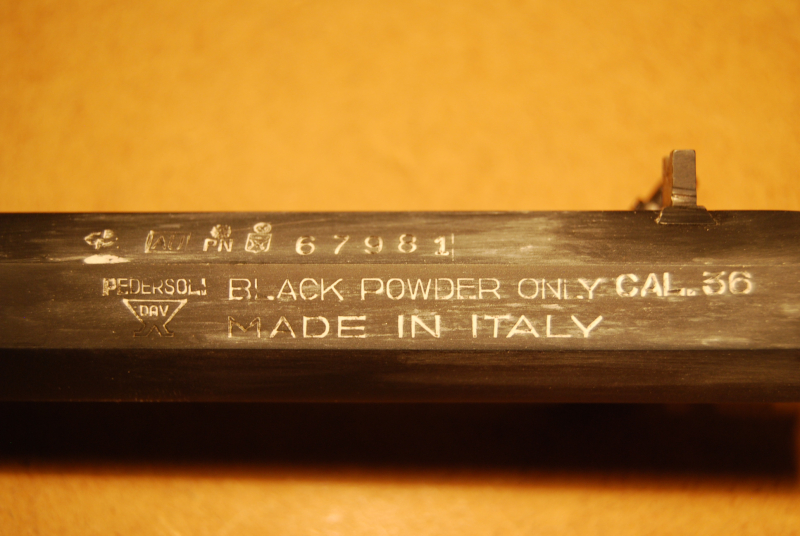 PN 67981
PEDERSOLI BLACK POWDER ONLY CAL. 36
DAV
MADE IN ITALY